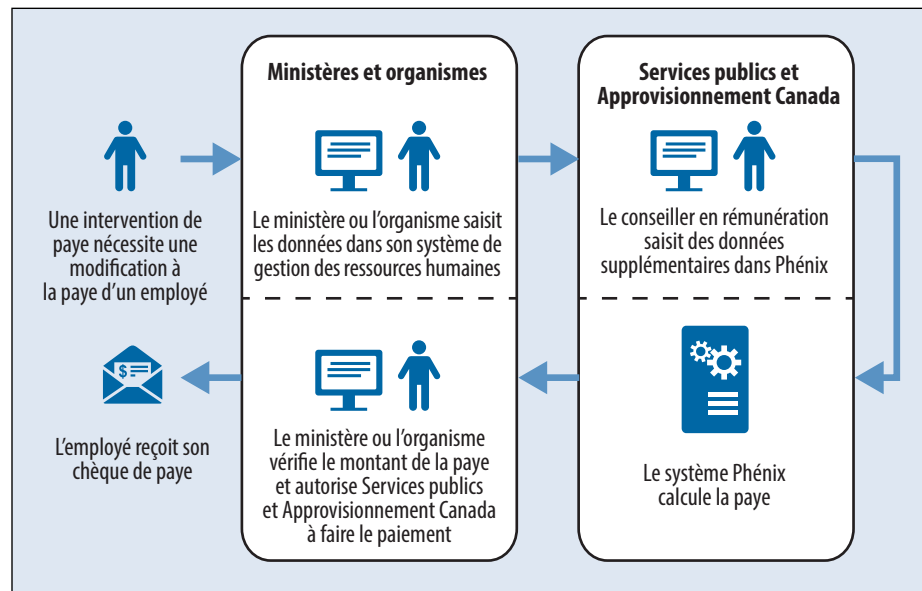 Ministères et organismes
Services publics et
Approvisionnement Canada
Une intervention de
paye nécessite une
modification à
la paye d'un employé
Le ministère ou l'organisme saisit
les données dans son système de
gestion des ressources humaines
Le conseiller en rémunération
saisit des données
supplémentaires dans Phénix
Le système Phénix
calcule la paye
Le ministère ou l'organisme
vérifie le montant de la paye
et autorise Services publics
et Approvisionnement Canada
à faire le paiement
$
L'employé reçoit son
chèque de paye